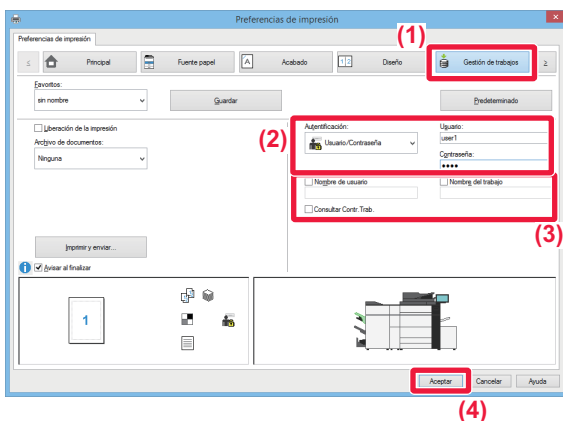 Preferencias de impresión
(1)
Preferencias de impresión
Principal
Fuente papel
A
Acabado
1 2
Diseño
Gestión de trabajos
Favoritos:
sin nombre
Guardar
Predeterminado
(2)
Liberación de la impresión
Archivo de documentos:
Ninguna
Autentificación:
Usuario/Contraseña
Usuario:
user1
Contraseña:
Nombre de usuario
Nombre del trabajo
Consultar Contr.Trab.
(3)
Imprimir y enviar...
Avisar al finalizar
1
Aceptar
Cancelar
Ayuda
(4)